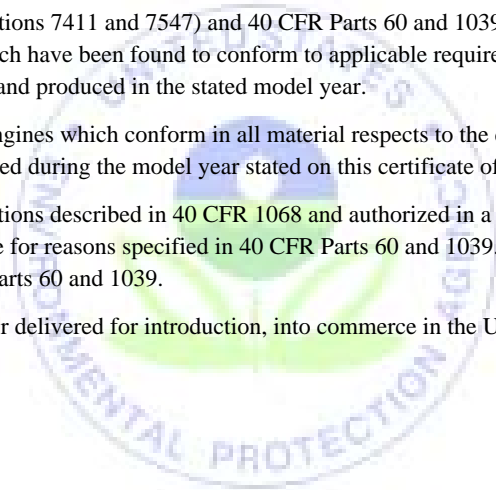 tions 7411 and 7547) and 40 CFR Parts 60 and 1039
ch have been found to conform to applicable require
and produced in the stated model year.
gines which conform in all material respects to the
ed during the model year stated on this certificate of
tions described in 40 CFR 1068 and authorized in a
e for reasons specified in 40 CFR Parts 60 and 1039.
arts 60 and 1039.
r delivered for introduction, into commerce in the U
UNITED STATES
ENVIRONMENTAL PROTECTION AGENCY